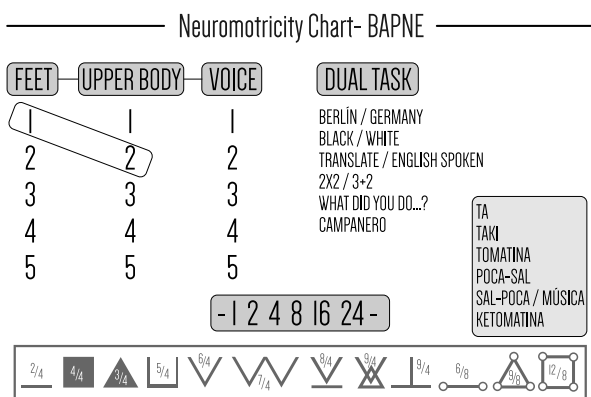 Neuromotricity Chart- BAPNE
FEET UPPER BODY VOICE DUAL TASK
1 1 1
2 2 2
3 3 3
4 4 4
5 5 5
BERLÍN / GERMANY
BLACK / WHITE
TRANSLATE / ENGLISH SPOKEN
2X2 / 3+2
WHAT DID YOU DO...?
CAMPANERO
TA
TAKI
TOMATINA
POCA-SAL
SAL-POCA / MÚSICA
KETOMATINA
- 1 2 4 8 16 24 -
2/4 4/4 3/4 5/4 6/4 7/4 8/4 9/4 9/4 6/8 9/8 12/8